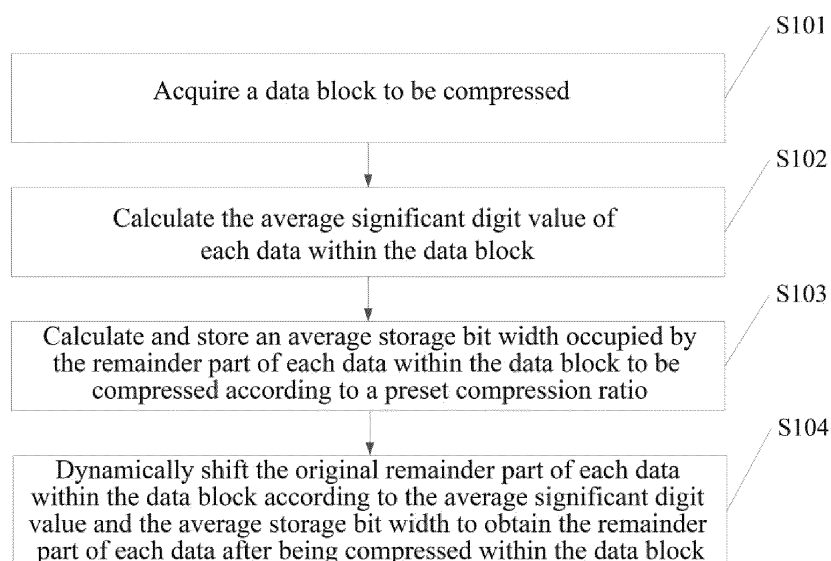 S101
Acquire a data block to be compressed
S102
Calculate the average significant digit value of
each data within the data block
S103
Calculate and store an average storage bit width occupied by
the remainder part of each data within the data block to be
compressed according to a preset compression ratio
S104
Dynamically shift the original remainder part of each data
within the data block according to the average significant digit
value and the average storage bit width to obtain the remainder
part of each data after being compressed within the data block